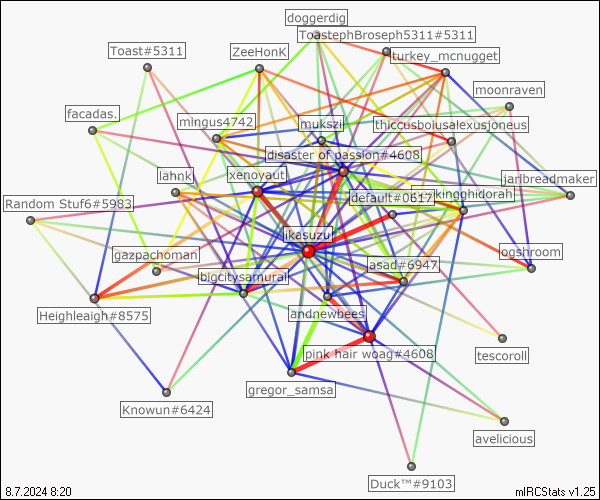 doggerdig
ToastephBroseph5311#5311
Toast#5311
ZeeHonK
turkey_mcnugget
moonraven
facadas.
mingus4742
mukszi
thiccusbousalexusjoneus
disaster of passion#4608
lahnk
xenoyaut
jarlbreadmaker
kingghidorah
default#0617
Random Stuf6#5983
likasuzu
gazpachoman
bigcitysamurai
asad#6947
ogshroom
Heighleaigh#8575
andnewbees
pink hair woag#4608
tescoroll
gregor_samsa
Knowun#6424
avelicious
Duck™#9103
8.7.2024 8:20
mIRCStats v1.25